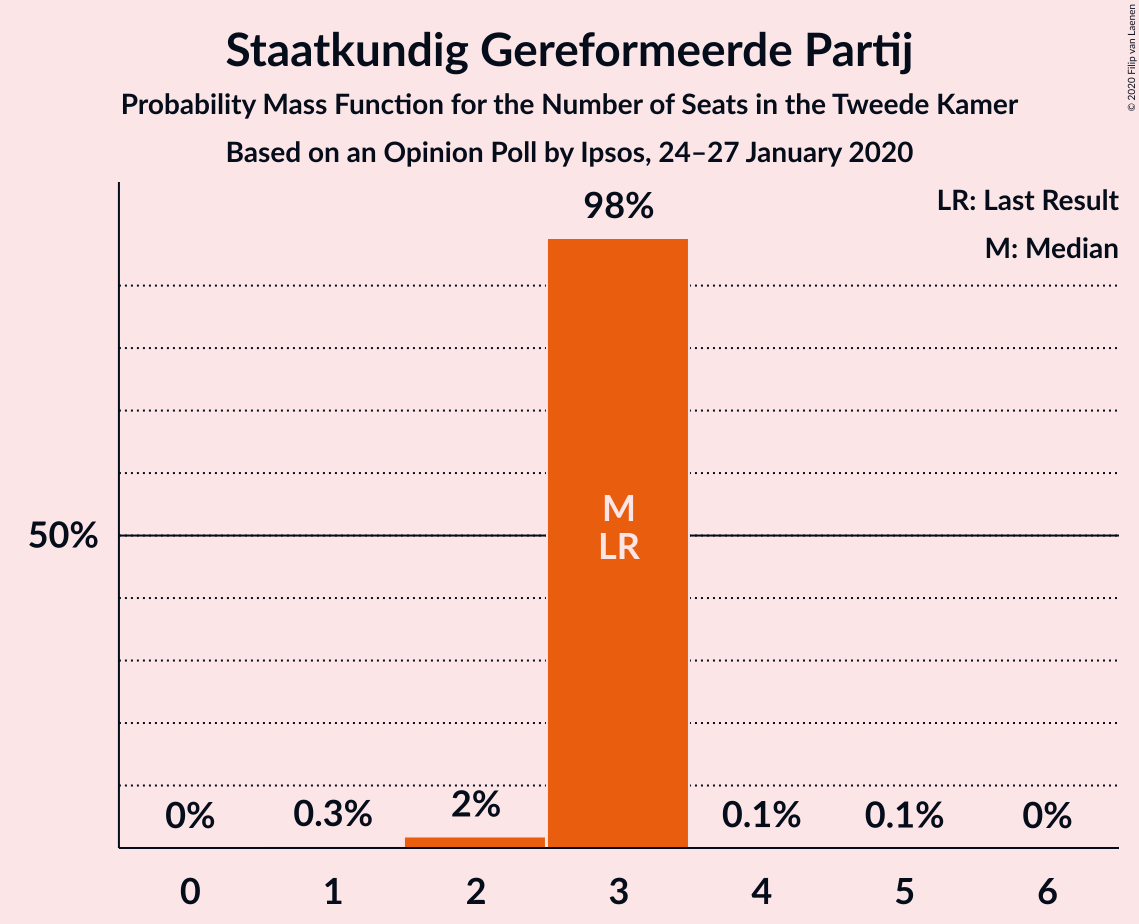 Staatkundig Gereformeerde Partij
Probability Mass Function for the Number of Seats in the Tweede Kamer
Based on an Opinion Poll by Ipsos, 24–27 January 2020
© 2020 Filip van Laenen
LR: Last Result
M: Median
98%
50%
M
LR
0%
0.3%
2%
0.1%
0.1%
0%
0
1
2
3
4
5
6